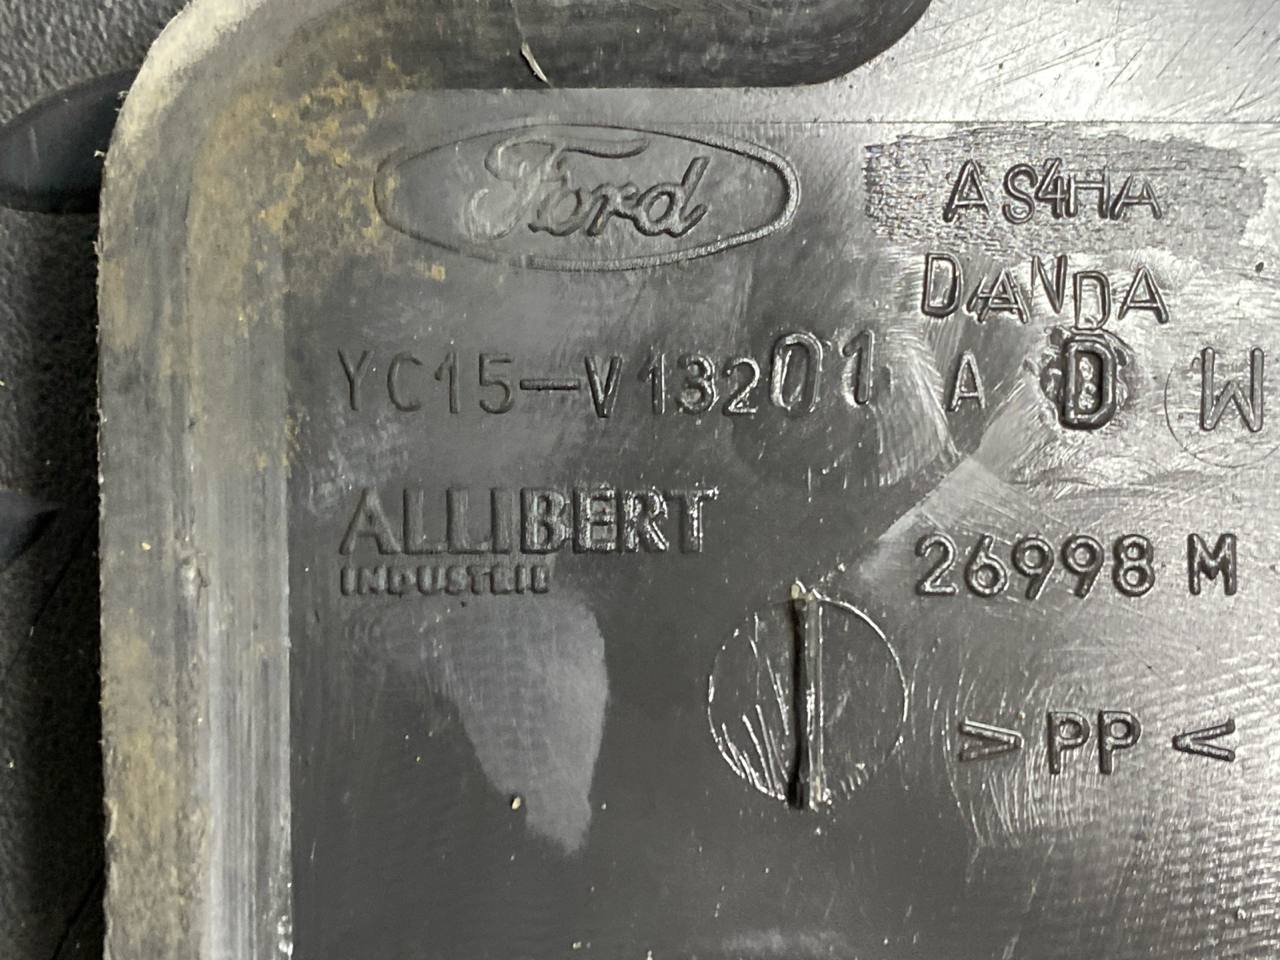 Ford
AS4HA
DANDA
YC15-V13201 A D W
ALLIBERT
INDUSTRIE
26998 M
>PP<